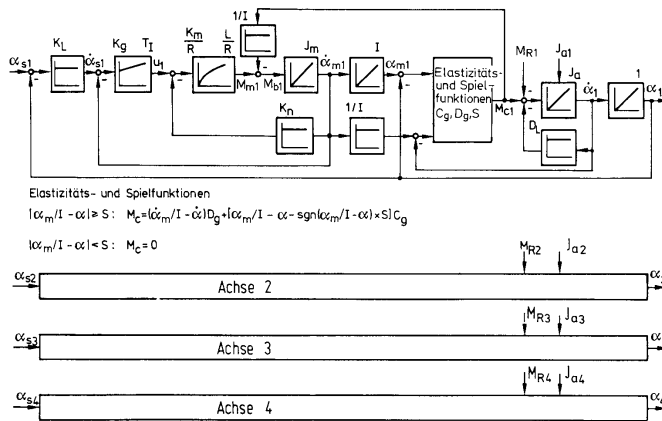 1/I
J_a1
K_L
K_g
T_I
K_m/R
L/R
J_m
I
M_R1
J_a
1
α_s1
α̇_s1
u_1
M_m1
M_b1
α̇_m1
α_m1
Elastizitäts-
und Spiel-
funktionen
C_g, D_g, S
M_c1
α̇_1
α_1
K_n
1/I
D_L
Elastizitäts- und Spielfunktionen
|α_m/I - α| ≥ S: M_c=(α̇_m/I - α̇)D_g+[α_m/I - α - sgn(α_m/I - α)×S]C_g
|α_m/I - α| < S: M_c=0
M_R2 J_a2
α_s2 Achse 2
M_R3 J_a3
α_s3 Achse 3
M_R4 J_a4
α_s4 Achse 4 α_4